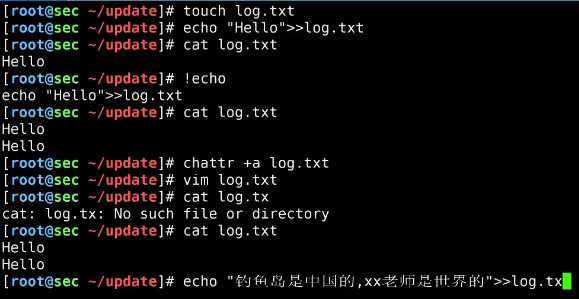 [root@sec ~/update]# touch log.txt
[root@sec ~/update]# echo "Hello">>log.txt
[root@sec ~/update]# cat log.txt
Hello
[root@sec ~/update]# !echo
echo "Hello">>log.txt
[root@sec ~/update]# cat log.txt
Hello
Hello
[root@sec ~/update]# chattr +a log.txt
[root@sec ~/update]# vim log.txt
[root@sec ~/update]# cat log.tx
cat: log.tx: No such file or directory
[root@sec ~/update]# cat log.txt
Hello
Hello
[root@sec ~/update]# echo "钓鱼岛是中国的,xx老师是世界的">>log.tx